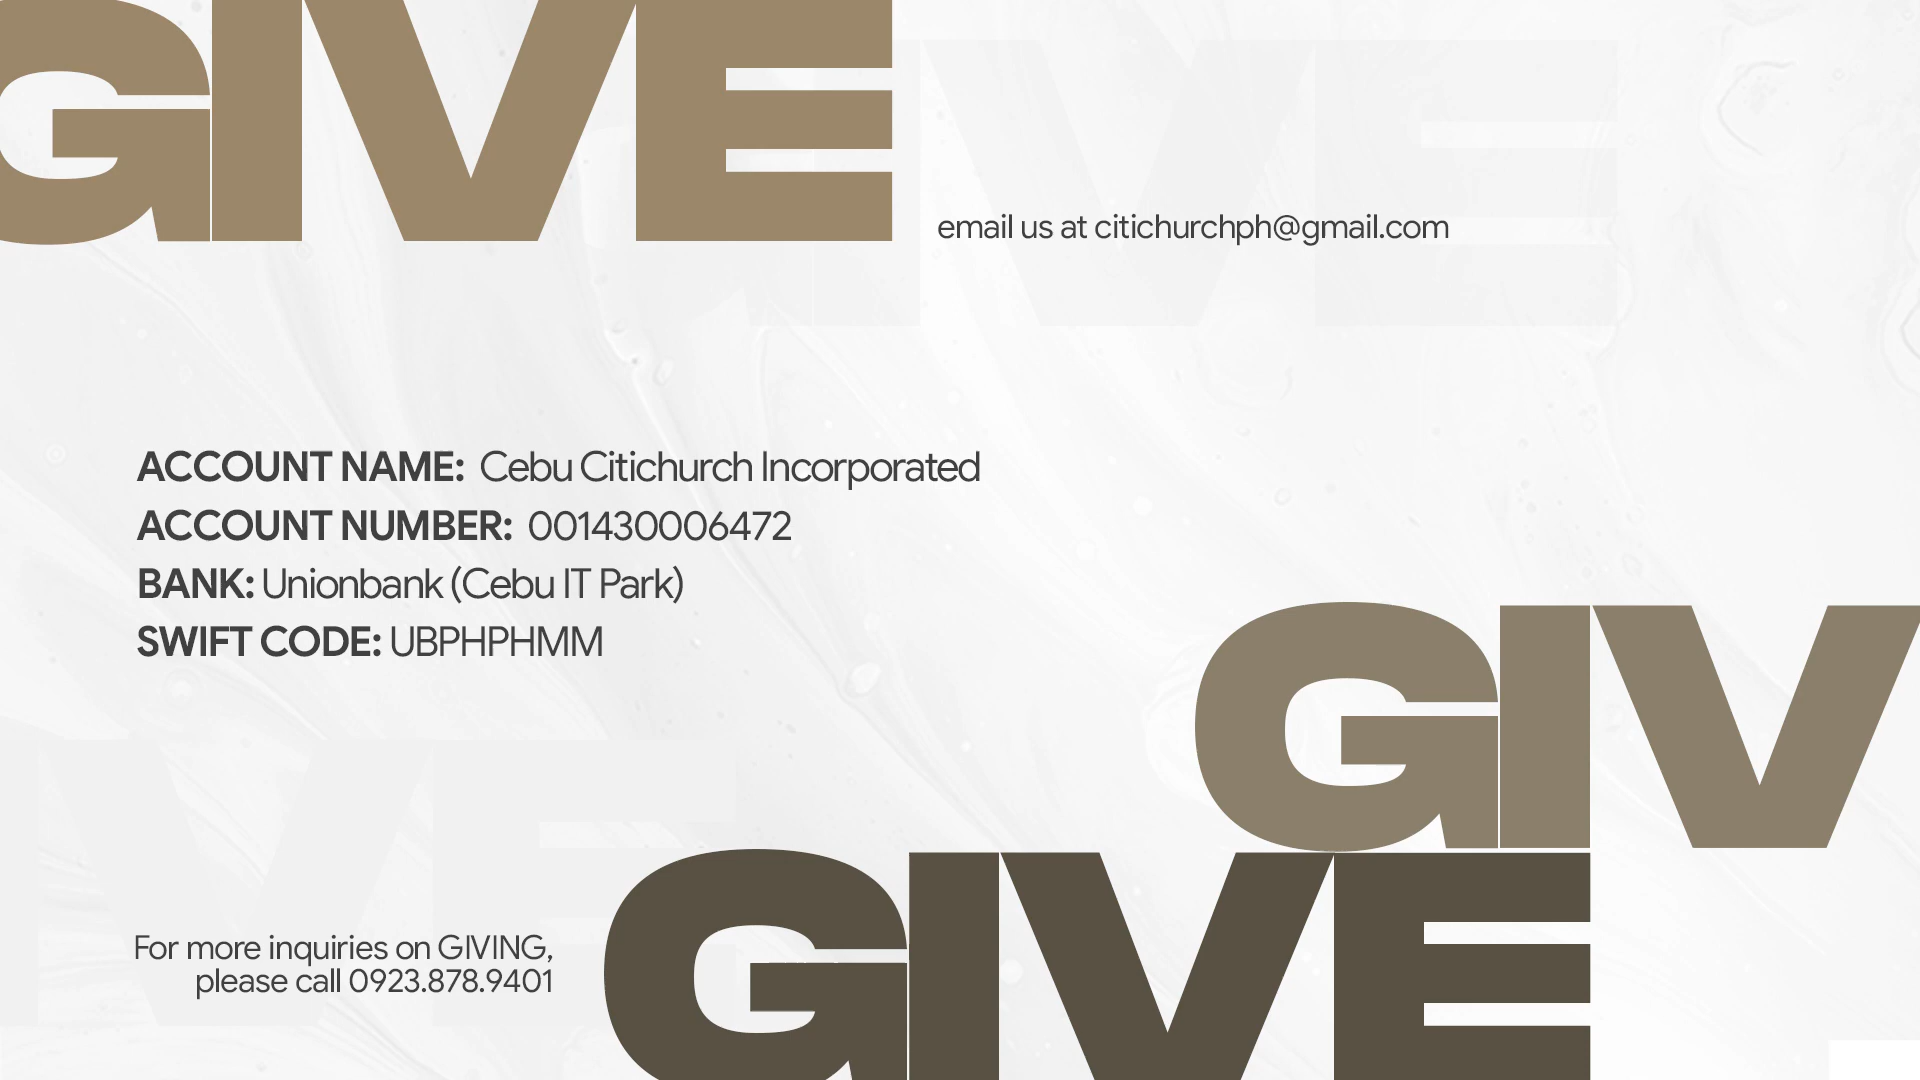 GIVE
email us at citichurchph@gmail.com
ACCOUNT NAME: Cebu Citichurch Incorporated
ACCOUNT NUMBER: 001430006472
BANK: Unionbank (Cebu IT Park)
SWIFT CODE: UBPHPHMM
GIV
GIVE
For more inquiries on GIVING,
please call 0923.878.9401